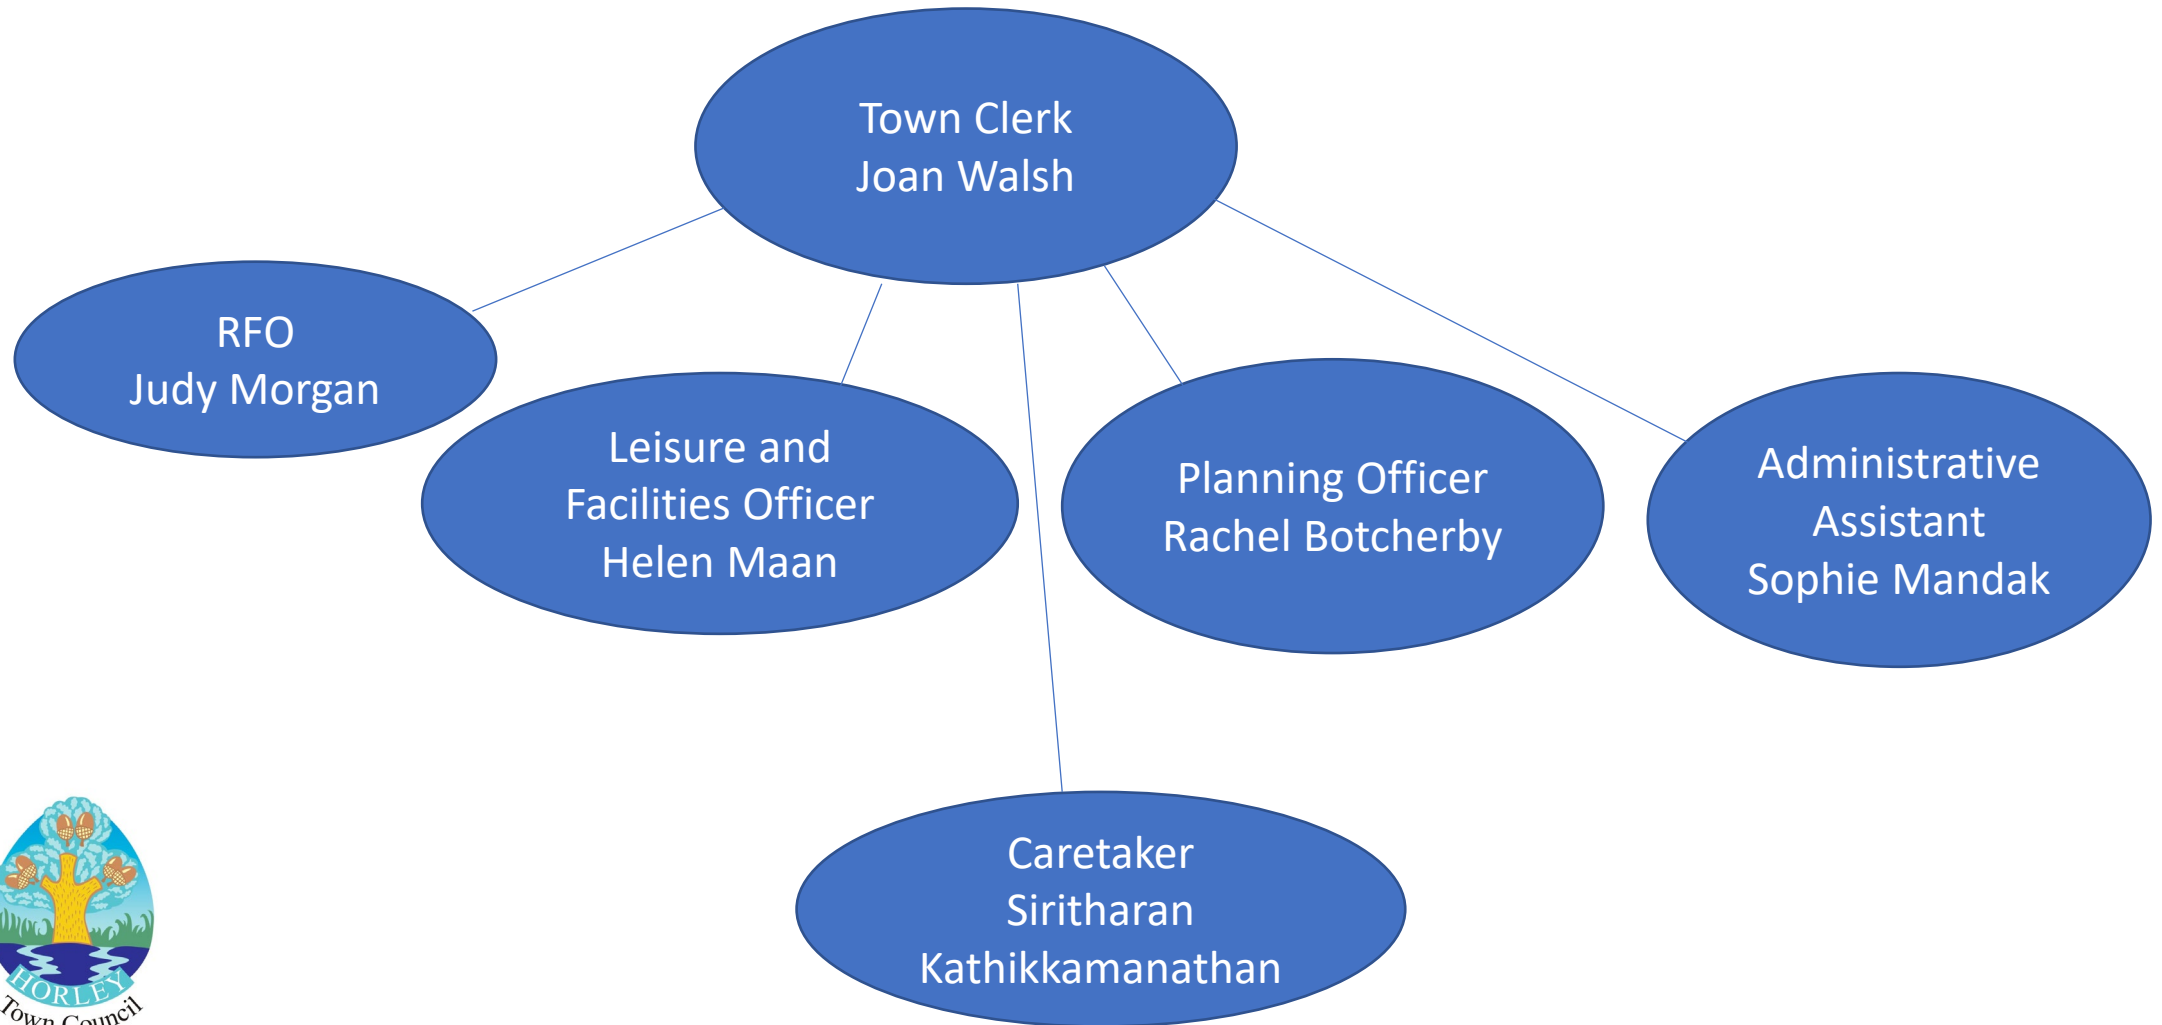 Town Clerk
Joan Walsh
RFO
Judy Morgan
Leisure and
Facilities Officer
Helen Maan
Planning Officer
Rachel Botcherby
Administrative
Assistant
Sophie Mandak
Caretaker
Siritharan
Kathikkamanathan
HORLEY
Town Council